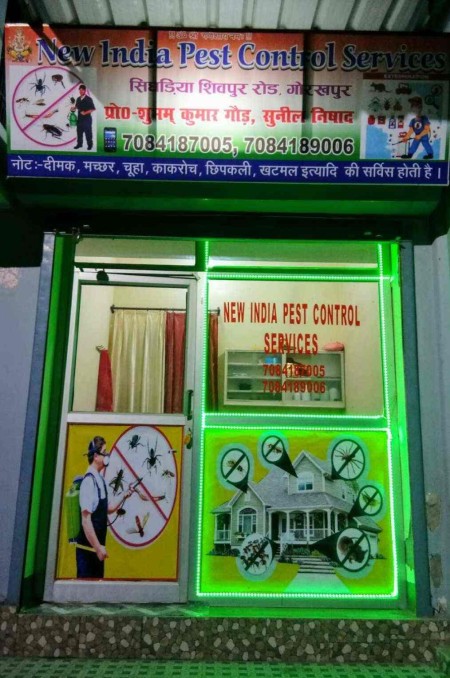 New India Pest Control Services
सिंघड़िया शिवपुर रोड, गोरखपुर
प्रो0-शुभम् कुमार गौड़, सुनील निषाद
7084187005, 7084189006
नोटः-दीमक, मच्छर, चूहा, काकरोच, छिपकली, खटमल इत्यादि की सर्विस होती है ।
NEW INDIA PEST CONTROL
SERVICES
7084187005
7084189006